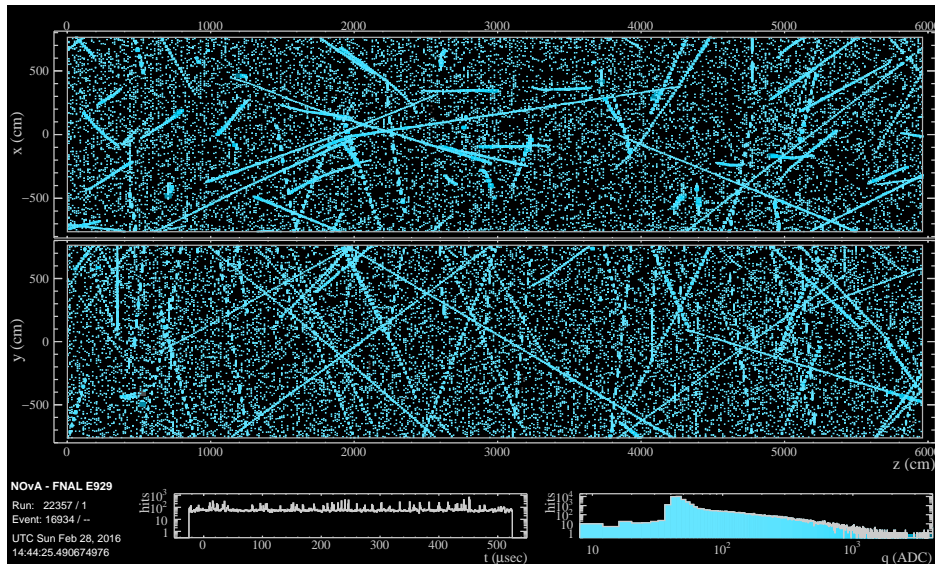 0 1000 2000 3000 4000 5000 6000
x (cm)
500
0
−500
y (cm)
500
0
−500
0 1000 2000 3000 4000 5000 6000
z (cm)
NOvA - FNAL E929
Run: 22357 / 1
Event: 16934 / --
UTC Sun Feb 28, 2016
14:44:25.490674976
hits
10³
10²
10
1
0 100 200 300 400 500
t (μsec)
hits
10⁴
10³
10²
10
1
10 10² 10³
q (ADC)